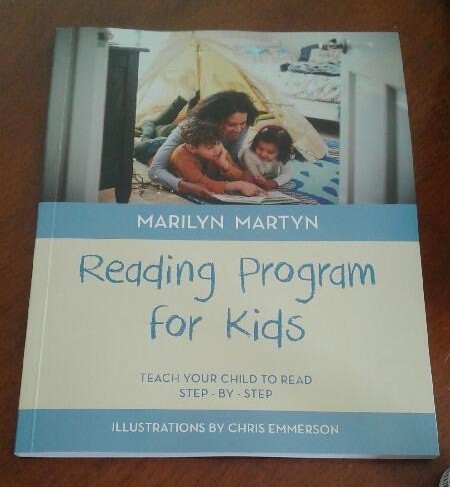 MARILYN MARTYN
Reading Program
for Kids
TEACH YOUR CHILD TO READ
STEP - BY - STEP
ILLUSTRATIONS BY CHRIS EMMERSON